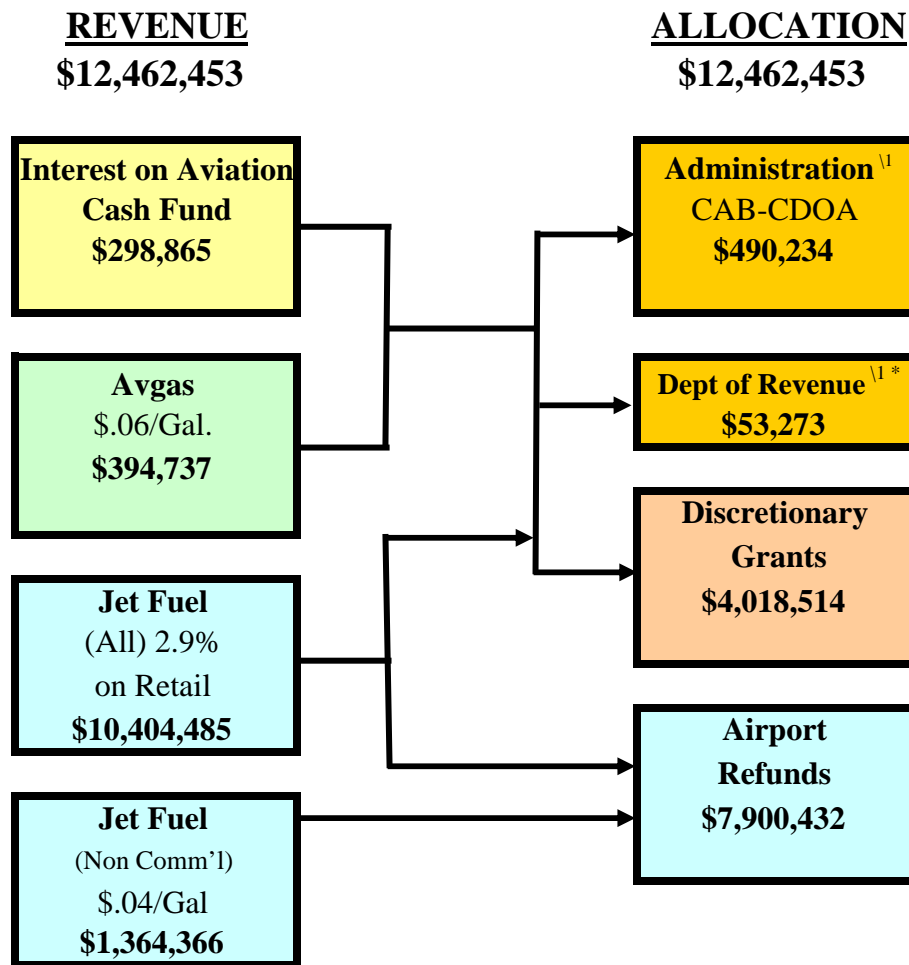 REVENUE
$12,462,453
Interest on Aviation
Cash Fund
$298,865
Avgas
$.06/Gal.
$394,737
Jet Fuel
(All) 2.9%
on Retail
$10,404,485
Jet Fuel
(Non Comm’l)
$.04/Gal
$1,364,366
ALLOCATION
$12,462,453
Administration \1
CAB-CDOA
$490,234
Dept of Revenue \1 *
$53,273
Discretionary
Grants
$4,018,514
Airport
Refunds
$7,900,432